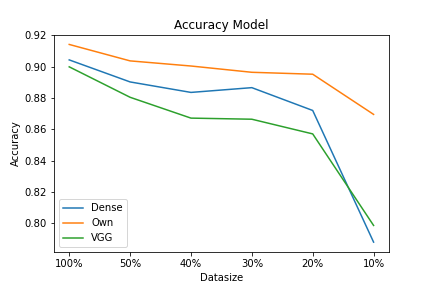 Accuracy Model
0.92
0.90
0.88
0.86
0.84
0.82
0.80
Accuracy
Dense
Own
VGG
100% 50% 40% 30% 20% 10%
Datasize